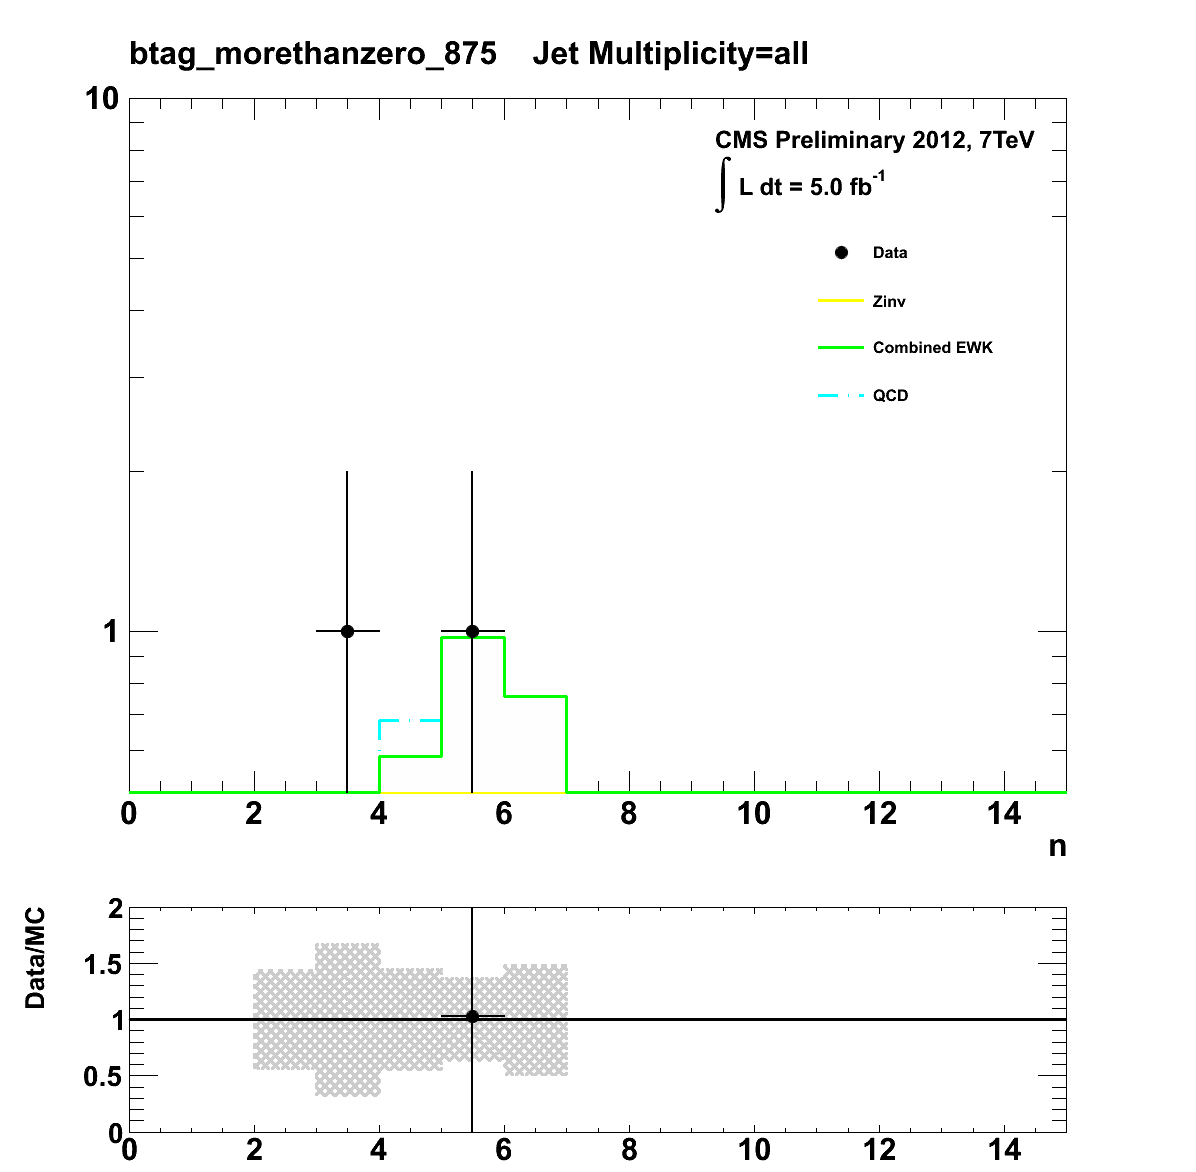 btag_morethanzero_875 Jet Multiplicity=all
10
CMS Preliminary 2012, 7TeV
∫ L dt = 5.0 fb⁻¹
Data
Zinv
Combined EWK
QCD
1
0 2 4 6 8 10 12 14
n
Data/MC
2
1.5
1
0.5
0
0 2 4 6 8 10 12 14